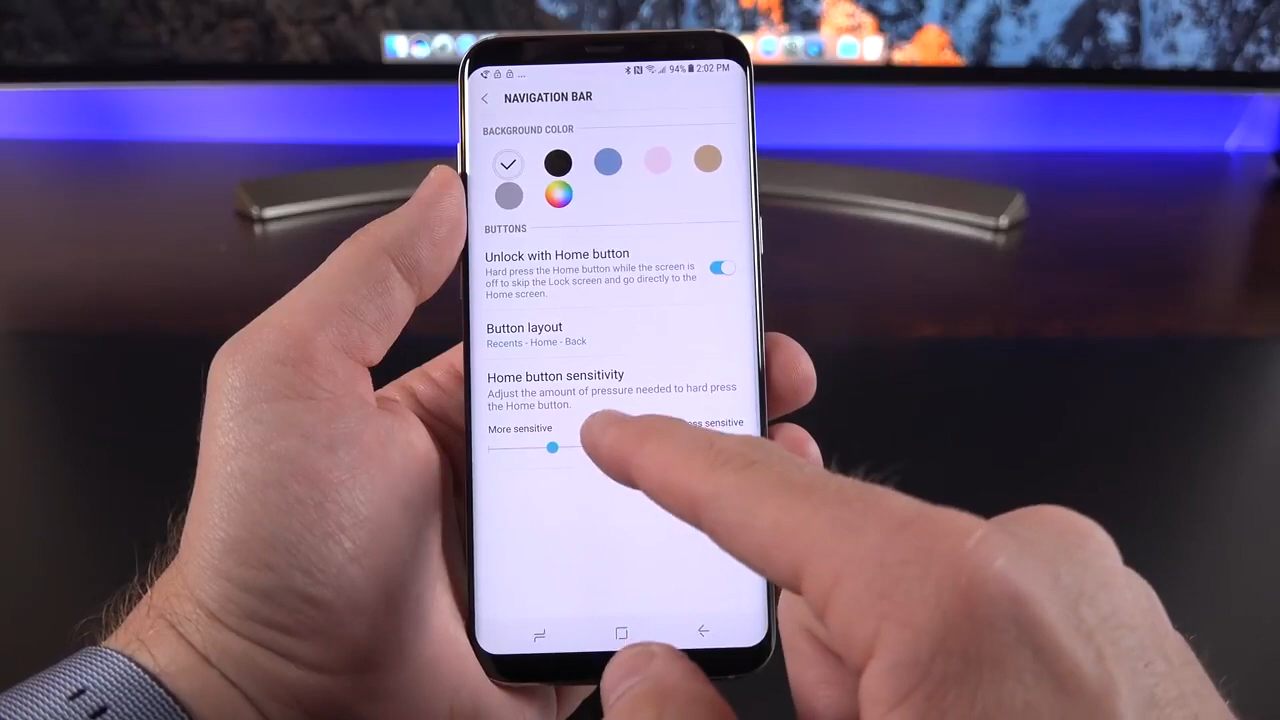 94% 2:02 PM
NAVIGATION BAR
BACKGROUND COLOR
BUTTONS
Unlock with Home button
Hard press the Home button while the screen is
off to skip the Lock screen and go directly to the
Home screen.
Button layout
Recents - Home - Back
Home button sensitivity
Adjust the amount of pressure needed to hard press
the Home button.
More sensitive sensitive